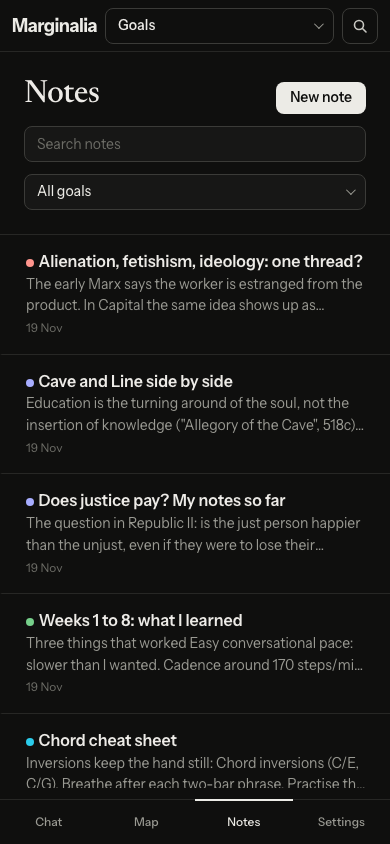 Marginalia
Goals
Notes
New note
Search notes
All goals
Alienation, fetishism, ideology: one thread?
The early Marx says the worker is estranged from the
product. In Capital the same idea shows up as...
19 Nov
Cave and Line side by side
Education is the turning around of the soul, not the
insertion of knowledge ("Allegory of the Cave", 518c)...
19 Nov
Does justice pay? My notes so far
The question in Republic II: is the just person happier
than the unjust, even if they were to lose their...
19 Nov
Weeks 1 to 8: what I learned
Three things that worked Easy conversational pace:
slower than I wanted. Cadence around 170 steps/mi...
19 Nov
Chord cheat sheet
Inversions keep the hand still: Chord inversions (C/E,
C/G). Breathe after each two-bar phrase. Practise th...
Chat
Map
Notes
Settings